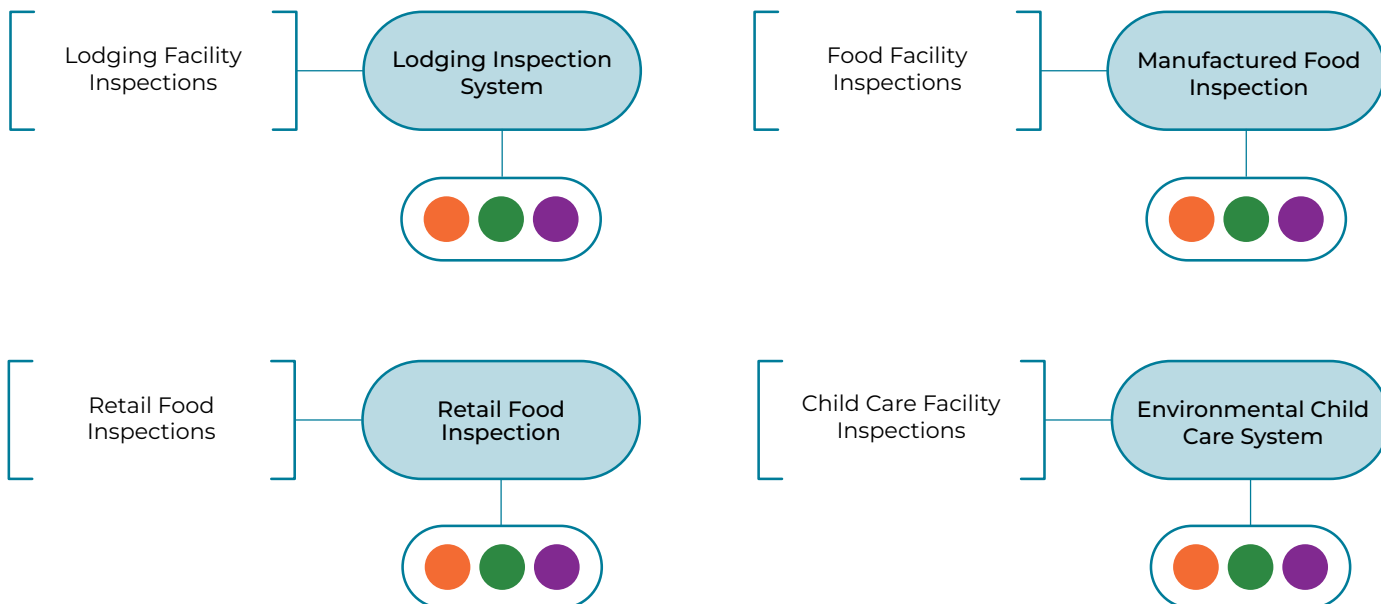 Lodging Facility
Inspections
Lodging Inspection
System
Food Facility
Inspections
Manufactured Food
Inspection
Retail Food
Inspections
Retail Food
Inspection
Child Care Facility
Inspections
Environmental Child
Care System